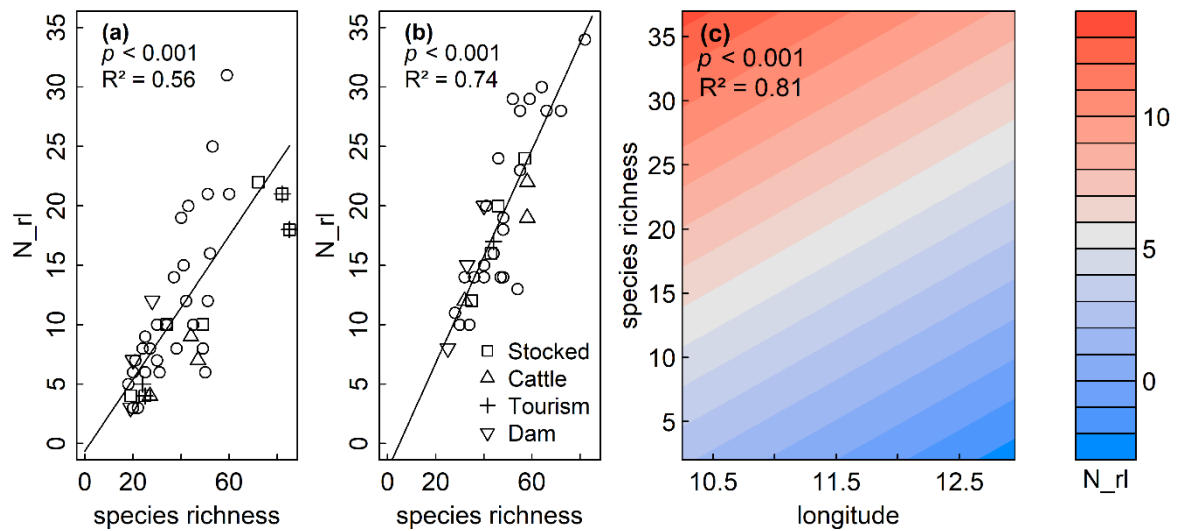 (a)
p < 0.001
R² = 0.56
30
25
20
15
10
5
0
N_rl
0
20
40
60
species richness
(b)
p < 0.001
R² = 0.74
30
25
20
15
10
5
0
N_rl
Stocked
Cattle
Tourism
Dam
0
20
40
60
species richness
(c)
p < 0.001
R² = 0.81
35
30
25
20
15
10
5
species richness
10.5
11.5
12.5
longitude
10
5
0
N_rl